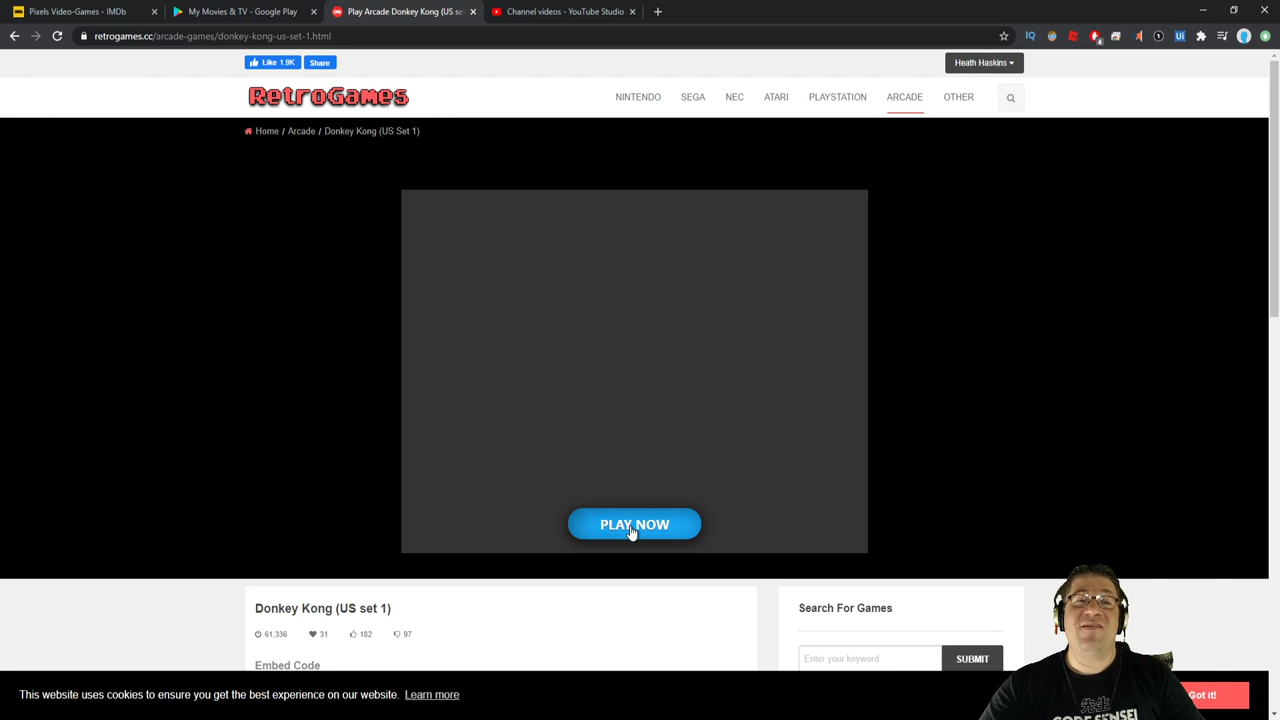 Pixels Video-Games - IMDb
My Movies & TV - Google Play
Play Arcade Donkey Kong (US se
Channel videos - YouTube Studio
retrogames.cc/arcade-games/donkey-kong-us-set-1.html
Like 1.9K
Share
Heath Haskins
RetroGames
NINTENDO
SEGA
NEC
ATARI
PLAYSTATION
ARCADE
OTHER
Home / Arcade / Donkey Kong (US Set 1)
PLAY NOW
Donkey Kong (US set 1)
61,336
31
182
97
Search For Games
Embed Code
Enter your keyword
SUBMIT
This website uses cookies to ensure you get the best experience on our website. Learn more
Got it!
先生
CODE SENSEI